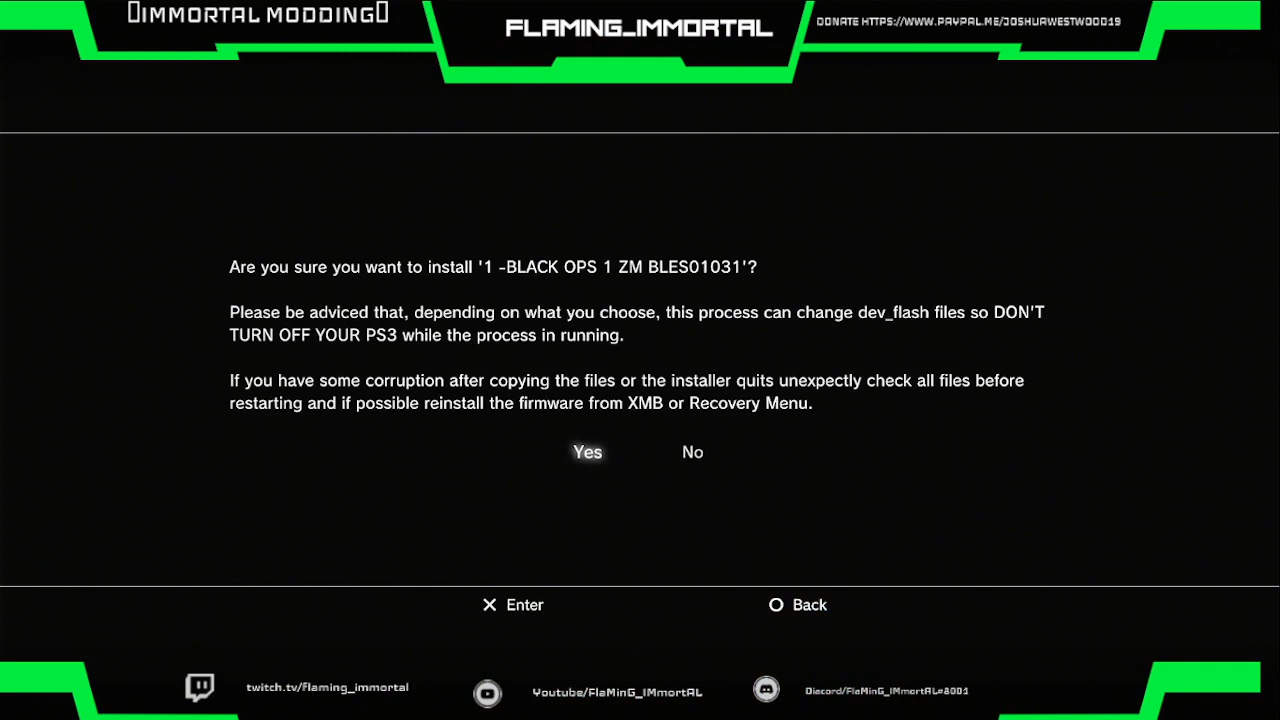 ▯IMMORTAL MODDING▯
FLAMING_IMMORTAL
DONATE HTTPS://WWW.PAYPAL.ME/JOSHUAWESTWOOD19
Are you sure you want to install '1 -BLACK OPS 1 ZM BLES01031'?
Please be adviced that, depending on what you choose, this process can change dev_flash files so DON'T
TURN OFF YOUR PS3 while the process in running.
If you have some corruption after copying the files or the installer quits unexpectly check all files before
restarting and if possible reinstall the firmware from XMB or Recovery Menu.
Yes No
X Enter O Back
twitch.tv/flaming_immortal
Youtube/FlaMinG_IMmortAL
Discord/FlaMinG_IMmortAL#8001